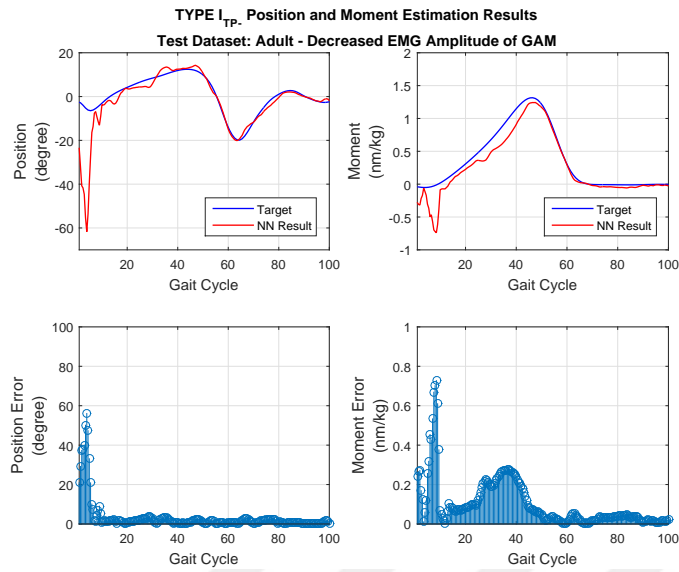 TYPE I_TP-_ Position and Moment Estimation Results
Test Dataset: Adult - Decreased EMG Amplitude of GAM
20
0
-20
-40
-60
20
40
60
80
100
Position
(degree)
Gait Cycle
Target
NN Result
2
1.5
1
0.5
0
-0.5
-1
20
40
60
80
100
Moment
(nm/kg)
Gait Cycle
Target
NN Result
100
80
60
40
20
0
20
40
60
80
100
Position Error
(degree)
Gait Cycle
1
0.8
0.6
0.4
0.2
0
20
40
60
80
100
Moment Error
(nm/kg)
Gait Cycle